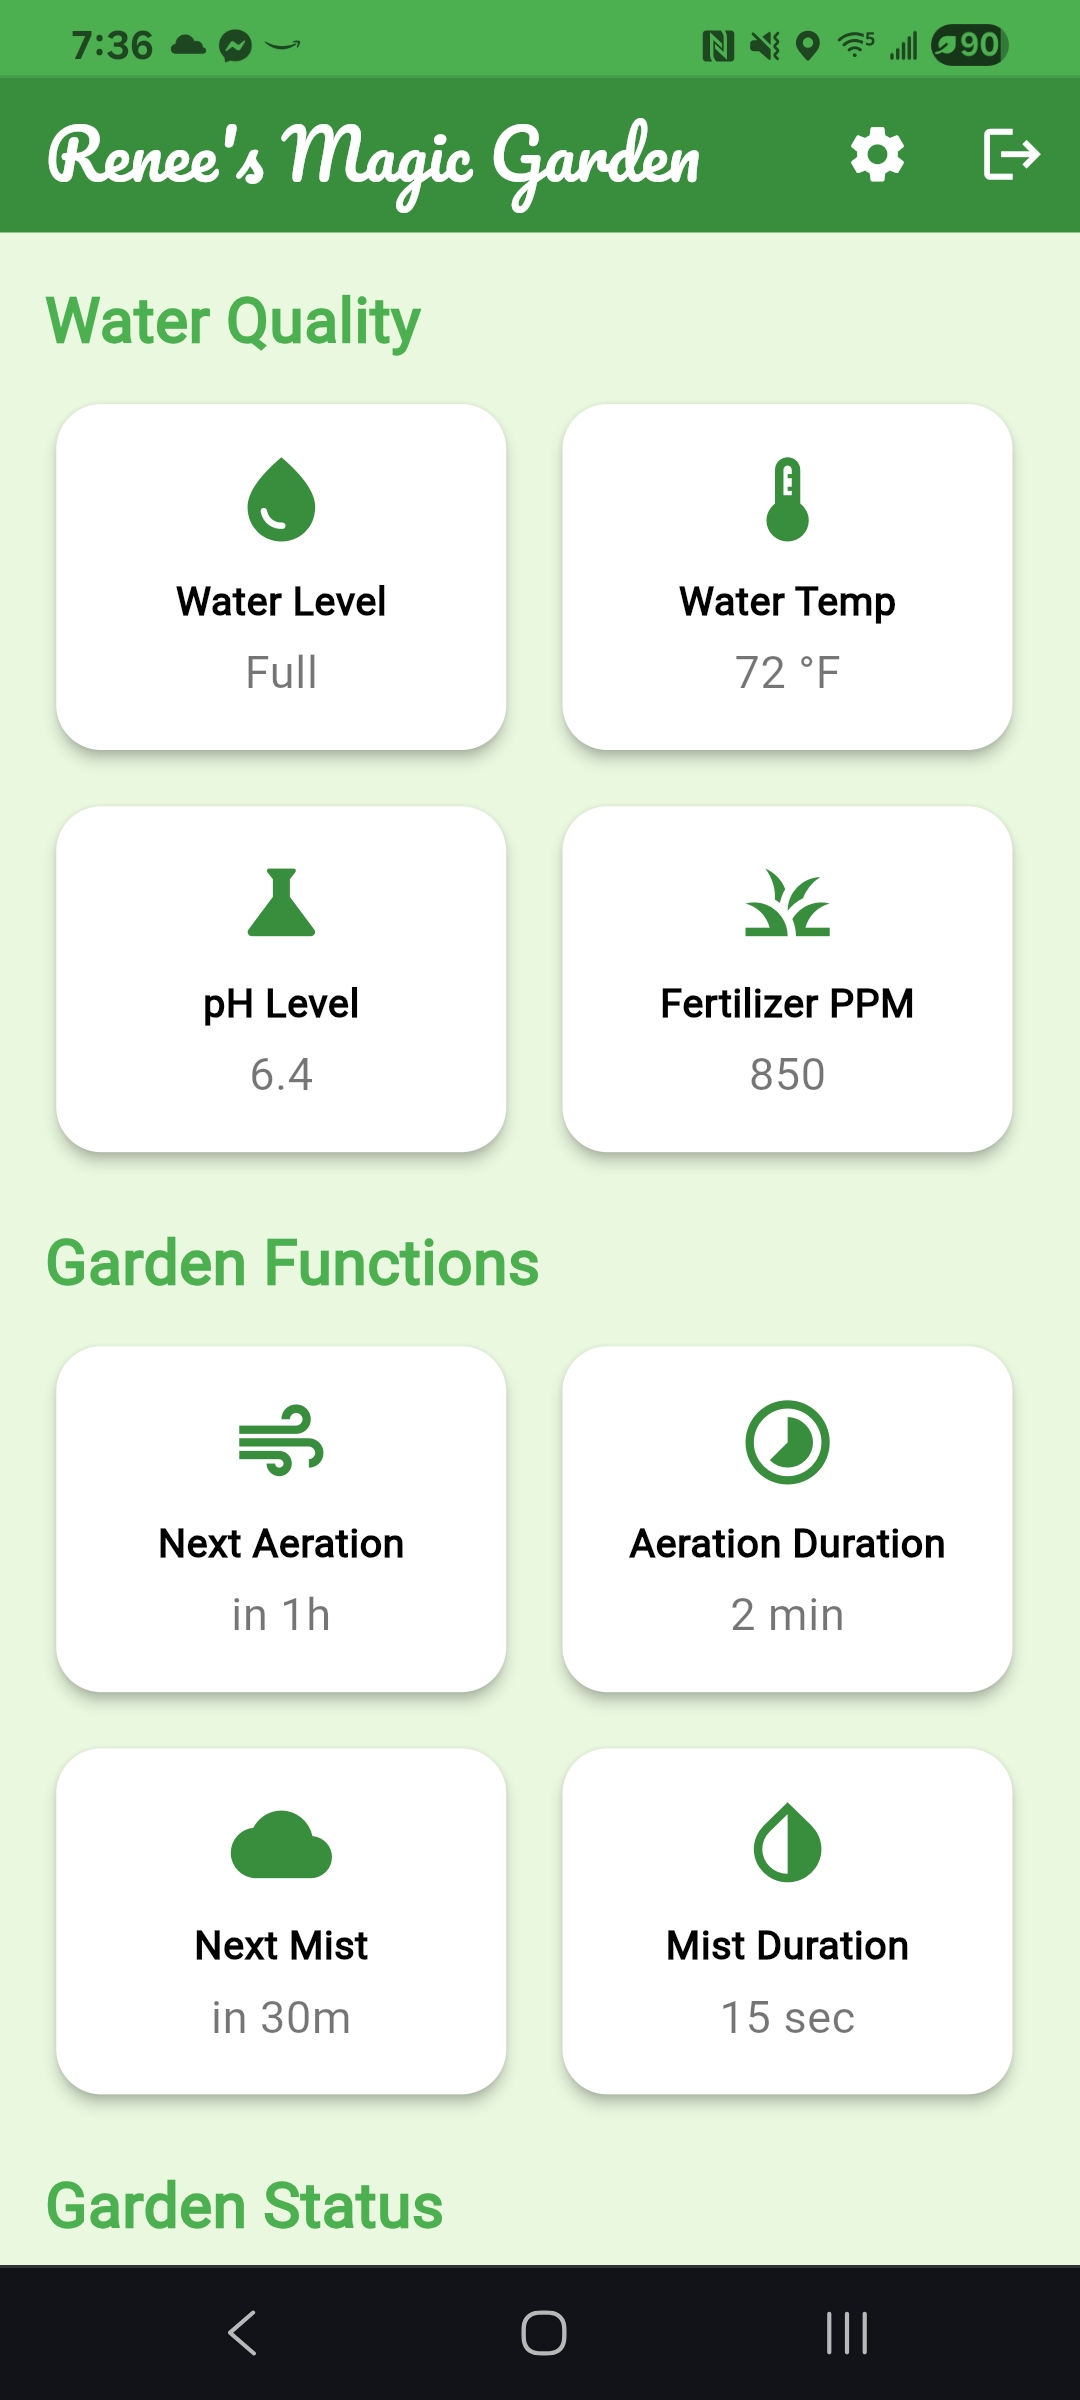 7:36
5
90
Renee's Magic Garden
Water Quality
Water Level
Full
Water Temp
72 °F
pH Level
6.4
Fertilizer PPM
850
Garden Functions
Next Aeration
in 1h
Aeration Duration
2 min
Next Mist
in 30m
Mist Duration
15 sec
Garden Status